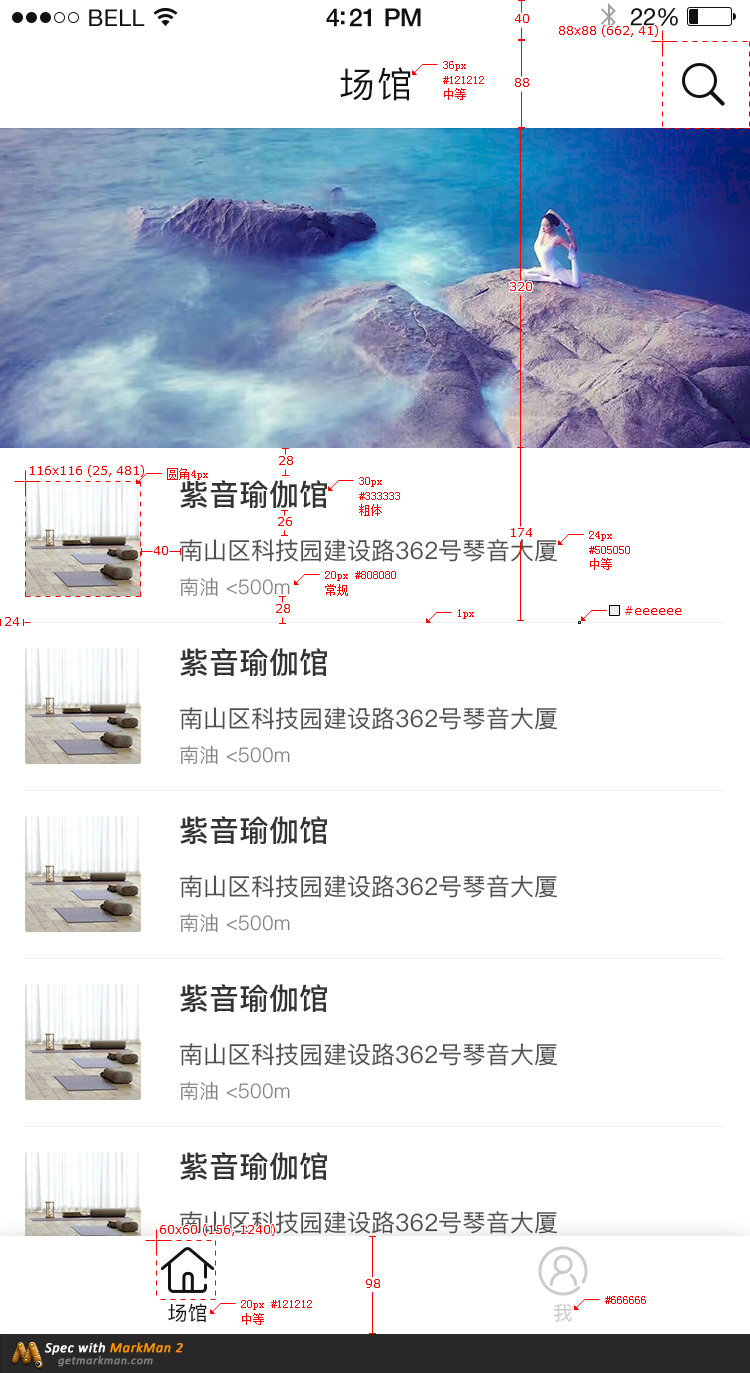 BELL 4:21 PM 22%
40
88x88 (662, 41)
场馆
36px
#121212
中等
88
320
28
116x116 (25, 481)
圆角4px
紫音瑜伽馆
30px
#333333
粗体
26
174
40
南山区科技园建设路362号琴音大厦
24px
#505050
中等
南油 <500m
20px #808080
常规
28
1px
#eeeeee
24
紫音瑜伽馆
南山区科技园建设路362号琴音大厦
南油 <500m
紫音瑜伽馆
南山区科技园建设路362号琴音大厦
南油 <500m
紫音瑜伽馆
南山区科技园建设路362号琴音大厦
南油 <500m
紫音瑜伽馆
南山区科技园建设路362号琴音大厦
60x60 (156, 1240)
98
场馆
20px #121212
中等
我
#666666
Spec with MarkMan 2
getmarkman.com